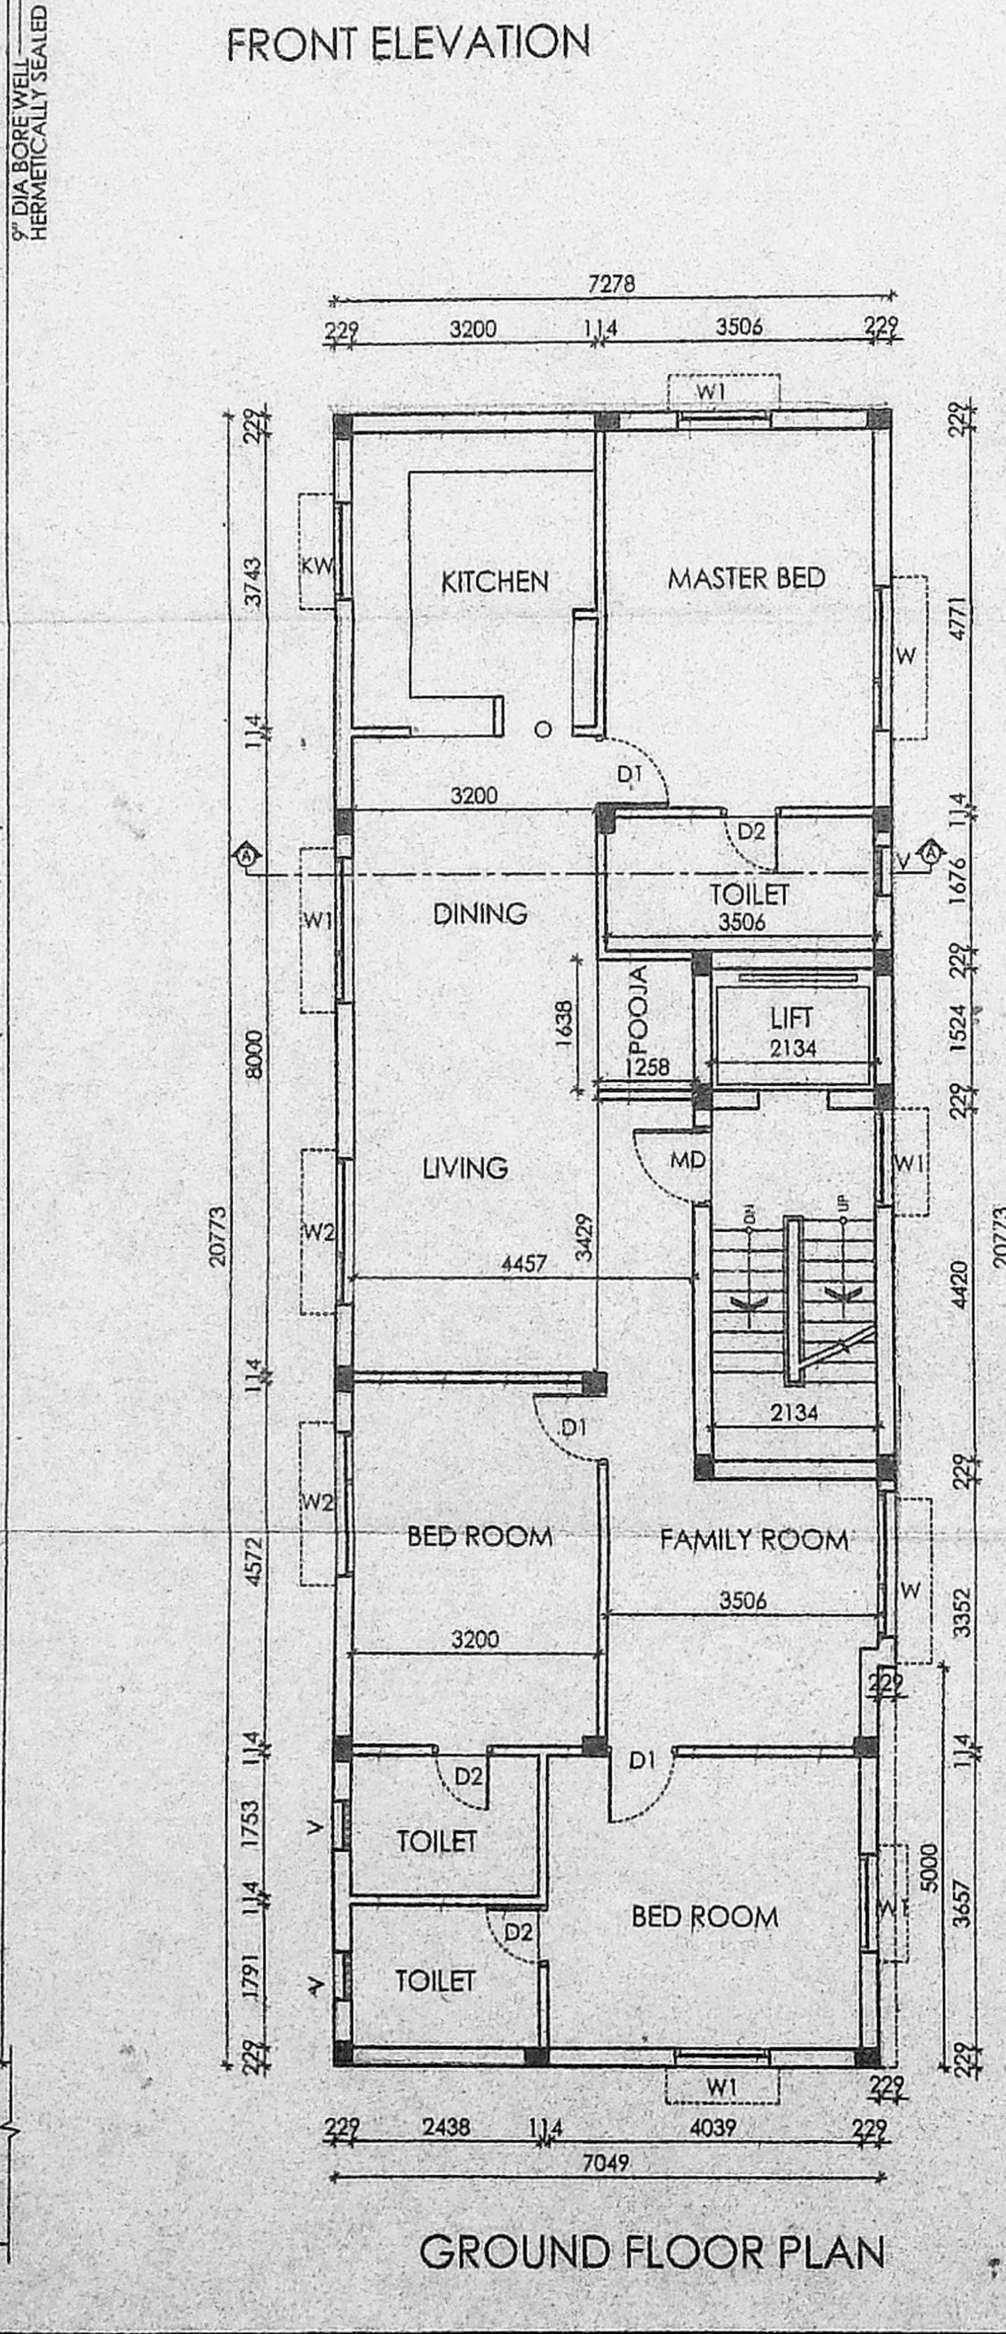 9" DIA BORE WELL
HERMETICALLY SEALED
FRONT ELEVATION
7278
229 3200 114 3506 229
W1
229
229
KW
3743
KITCHEN
MASTER BED
4771
W
114
D1
3200
114
D2
A
V
A
W1
DINING
TOILET
3506
1676
229
POOJA
1638
LIFT
2134
1524
1258
8000
229
LIVING
MD
W1
W2
DN
UP
20773
3429
20773
4457
4420
114
2134
D1
229
W2
BED ROOM
FAMILY ROOM
4572
W
3506
3352
3200
229
114
D1
114
D2
V
1753
TOILET
5000
114
D2
BED ROOM
W
3657
V
1791
TOILET
229
229
W1
229
229 2438 114 4039 229
7049
GROUND FLOOR PLAN